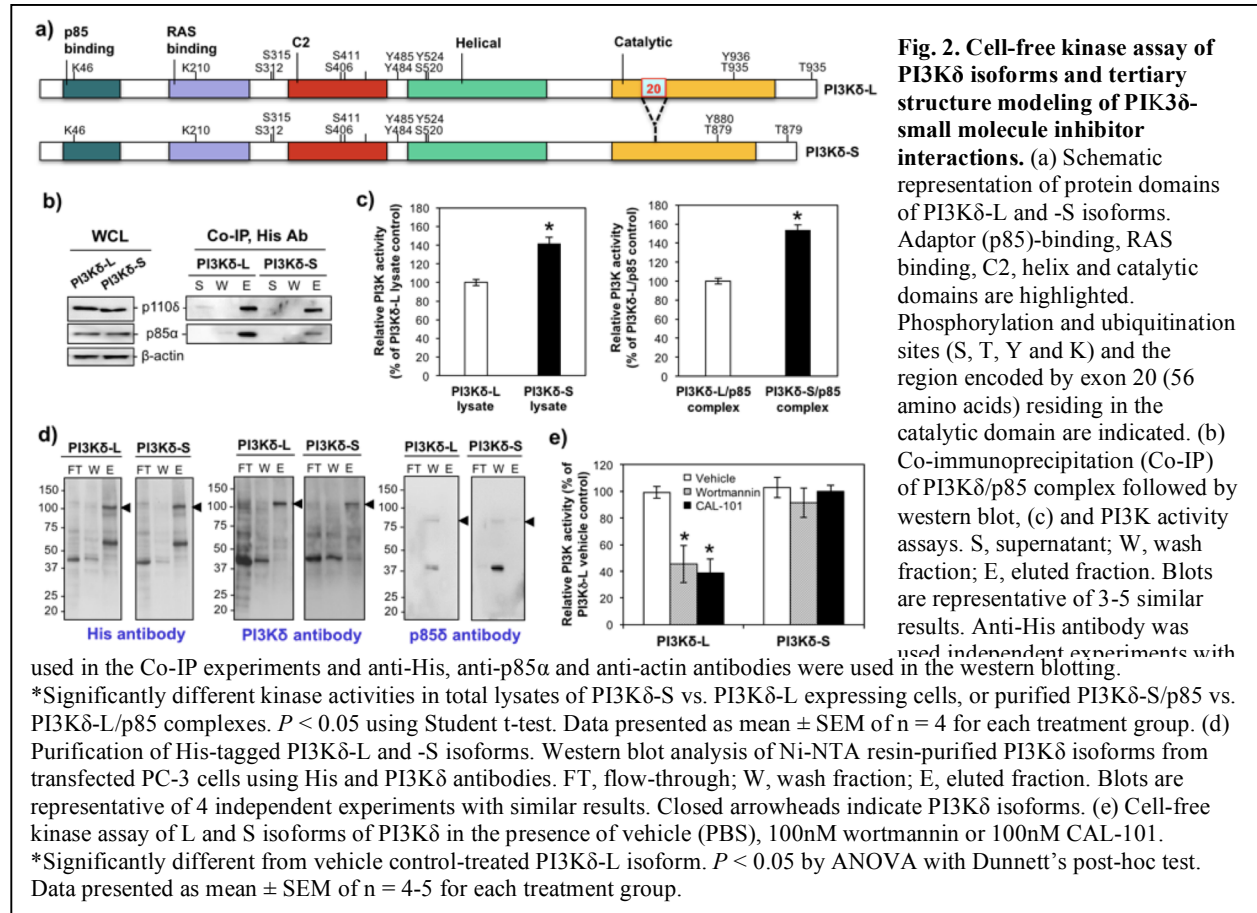 a)
p85 binding
RAS binding
C2
Helical
Catalytic
K46
K210
S315
S312
S411
S406
Y485 Y524
Y484 S520
Y936
T935
T935
20
PI3Kδ-L
K46
K210
S315
S312
S411
S406
Y485 Y524
Y484 S520
Y880
T879
T879
PI3Kδ-S
b)
WCL
Co-IP, His Ab
PI3Kδ-L
PI3Kδ-S
PI3Kδ-L PI3Kδ-S
S W E S W E
p110δ
p85α
β-actin
c)
Relative PI3K activity
(% of PI3Kδ-L lysate control)
180
160
140
120
100
80
60
40
20
0
*
PI3Kδ-L lysate
PI3Kδ-S lysate
Relative PI3K activity
(% of PI3Kδ-L/p85 control)
180
160
140
120
100
80
60
40
20
0
*
PI3Kδ-L/p85 complex
PI3Kδ-S/p85 complex
d)
PI3Kδ-L PI3Kδ-S
FT W E FT W E
150
100
75
50
37
25
20
His antibody
PI3Kδ-L PI3Kδ-S
FT W E FT W E
150
100
75
50
37
25
20
PI3Kδ antibody
PI3Kδ-L PI3Kδ-S
FT W E FT W E
150
100
75
50
37
25
20
p85δ antibody
e)
Relative PI3K activity (% of
PI3Kδ-L vehicle control)
120
100
80
60
40
20
0
Vehicle
Wortmannin
CAL-101
* *
PI3Kδ-L
PI3Kδ-S
Fig. 2. Cell-free kinase assay of
PI3Kδ isoforms and tertiary
structure modeling of PIK3δ-
small molecule inhibitor
interactions. (a) Schematic
representation of protein domains
of PI3Kδ-L and -S isoforms.
Adaptor (p85)-binding, RAS
binding, C2, helix and catalytic
domains are highlighted.
Phosphorylation and ubiquitination
sites (S, T, Y and K) and the
region encoded by exon 20 (56
amino acids) residing in the
catalytic domain are indicated. (b)
Co-immunoprecipitation (Co-IP)
of PI3Kδ/p85 complex followed by
western blot, (c) and PI3K activity
assays. S, supernatant; W, wash
fraction; E, eluted fraction. Blots
are representative of 3-5 similar
results. Anti-His antibody was
used independent experiments with
used in the Co-IP experiments and anti-His, anti-p85α and anti-actin antibodies were used in the western blotting.
*Significantly different kinase activities in total lysates of PI3Kδ-S vs. PI3Kδ-L expressing cells, or purified PI3Kδ-S/p85 vs.
PI3Kδ-L/p85 complexes. P < 0.05 using Student t-test. Data presented as mean ± SEM of n = 4 for each treatment group. (d)
Purification of His-tagged PI3Kδ-L and -S isoforms. Western blot analysis of Ni-NTA resin-purified PI3Kδ isoforms from
transfected PC-3 cells using His and PI3Kδ antibodies. FT, flow-through; W, wash fraction; E, eluted fraction. Blots are
representative of 4 independent experiments with similar results. Closed arrowheads indicate PI3Kδ isoforms. (e) Cell-free
kinase assay of L and S isoforms of PI3Kδ in the presence of vehicle (PBS), 100nM wortmannin or 100nM CAL-101.
*Significantly different from vehicle control-treated PI3Kδ-L isoform. P < 0.05 by ANOVA with Dunnett's post-hoc test.
Data presented as mean ± SEM of n = 4-5 for each treatment group.